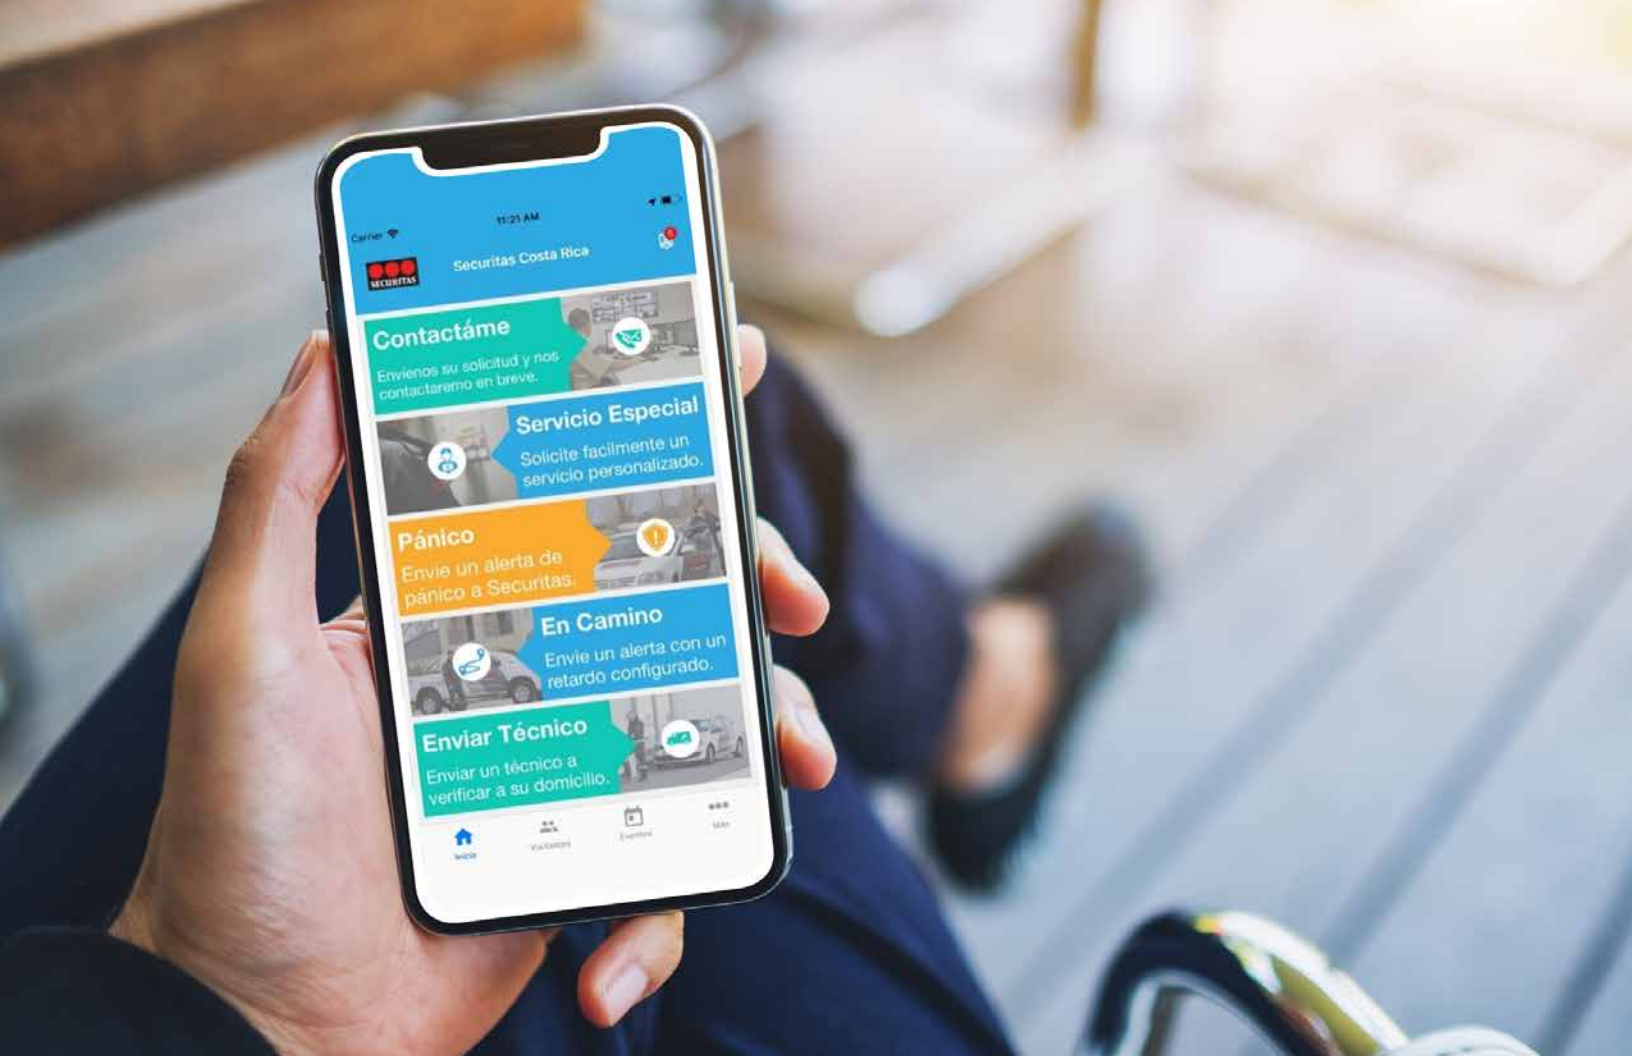 Carrier
11:21 AM
Securitas Costa Rica
SECURITAS
Contactáme
Envienos su solicitud y nos
contactaremo en breve.
Servicio Especial
Solicite facilmente un
servicio personalizado.
Pánico
Envie un alerta de
pánico a Securitas.
En Camino
Envie un alerta con un
retardo configurado.
Enviar Técnico
Enviar un técnico a
verificar a su domicilio.
Inicio
Visitantes
Eventos
Más